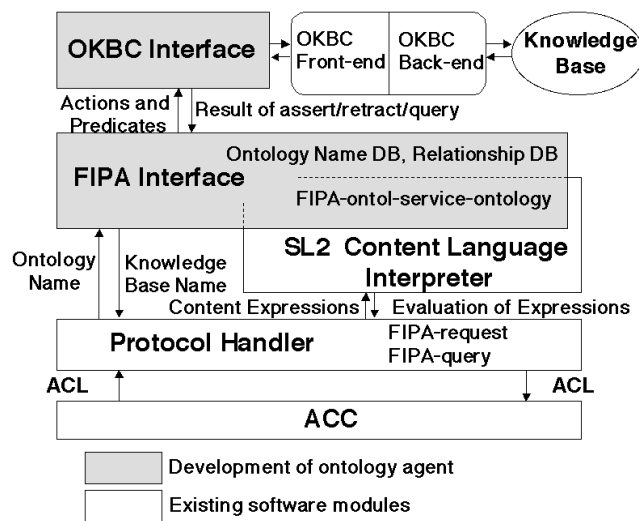 OKBC Interface
OKBC
Front-end
OKBC
Back-end
Knowledge
Base
Actions and
Predicates
Result of assert/retract/query
Ontology Name DB, Relationship DB
FIPA Interface
FIPA-ontol-service-ontology
SL2 Content Language
Interpreter
Ontology
Name
Knowledge
Base Name
Content Expressions
Evaluation of Expressions
Protocol Handler
FIPA-request
FIPA-query
ACL
ACL
ACC
Development of ontology agent
Existing software modules